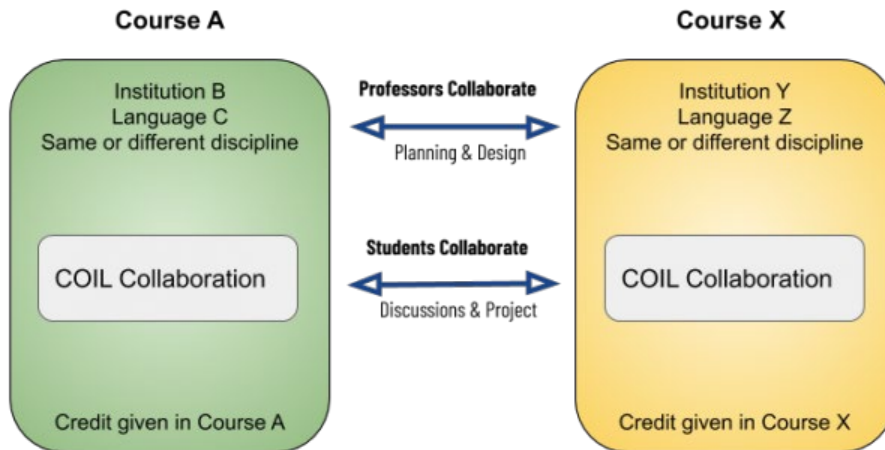 Course A
Course X
Institution B
Language C
Same or different discipline
Professors Collaborate
Planning & Design
Institution Y
Language Z
Same or different discipline
COIL Collaboration
Students Collaborate
Discussions & Project
COIL Collaboration
Credit given in Course A
Credit given in Course X